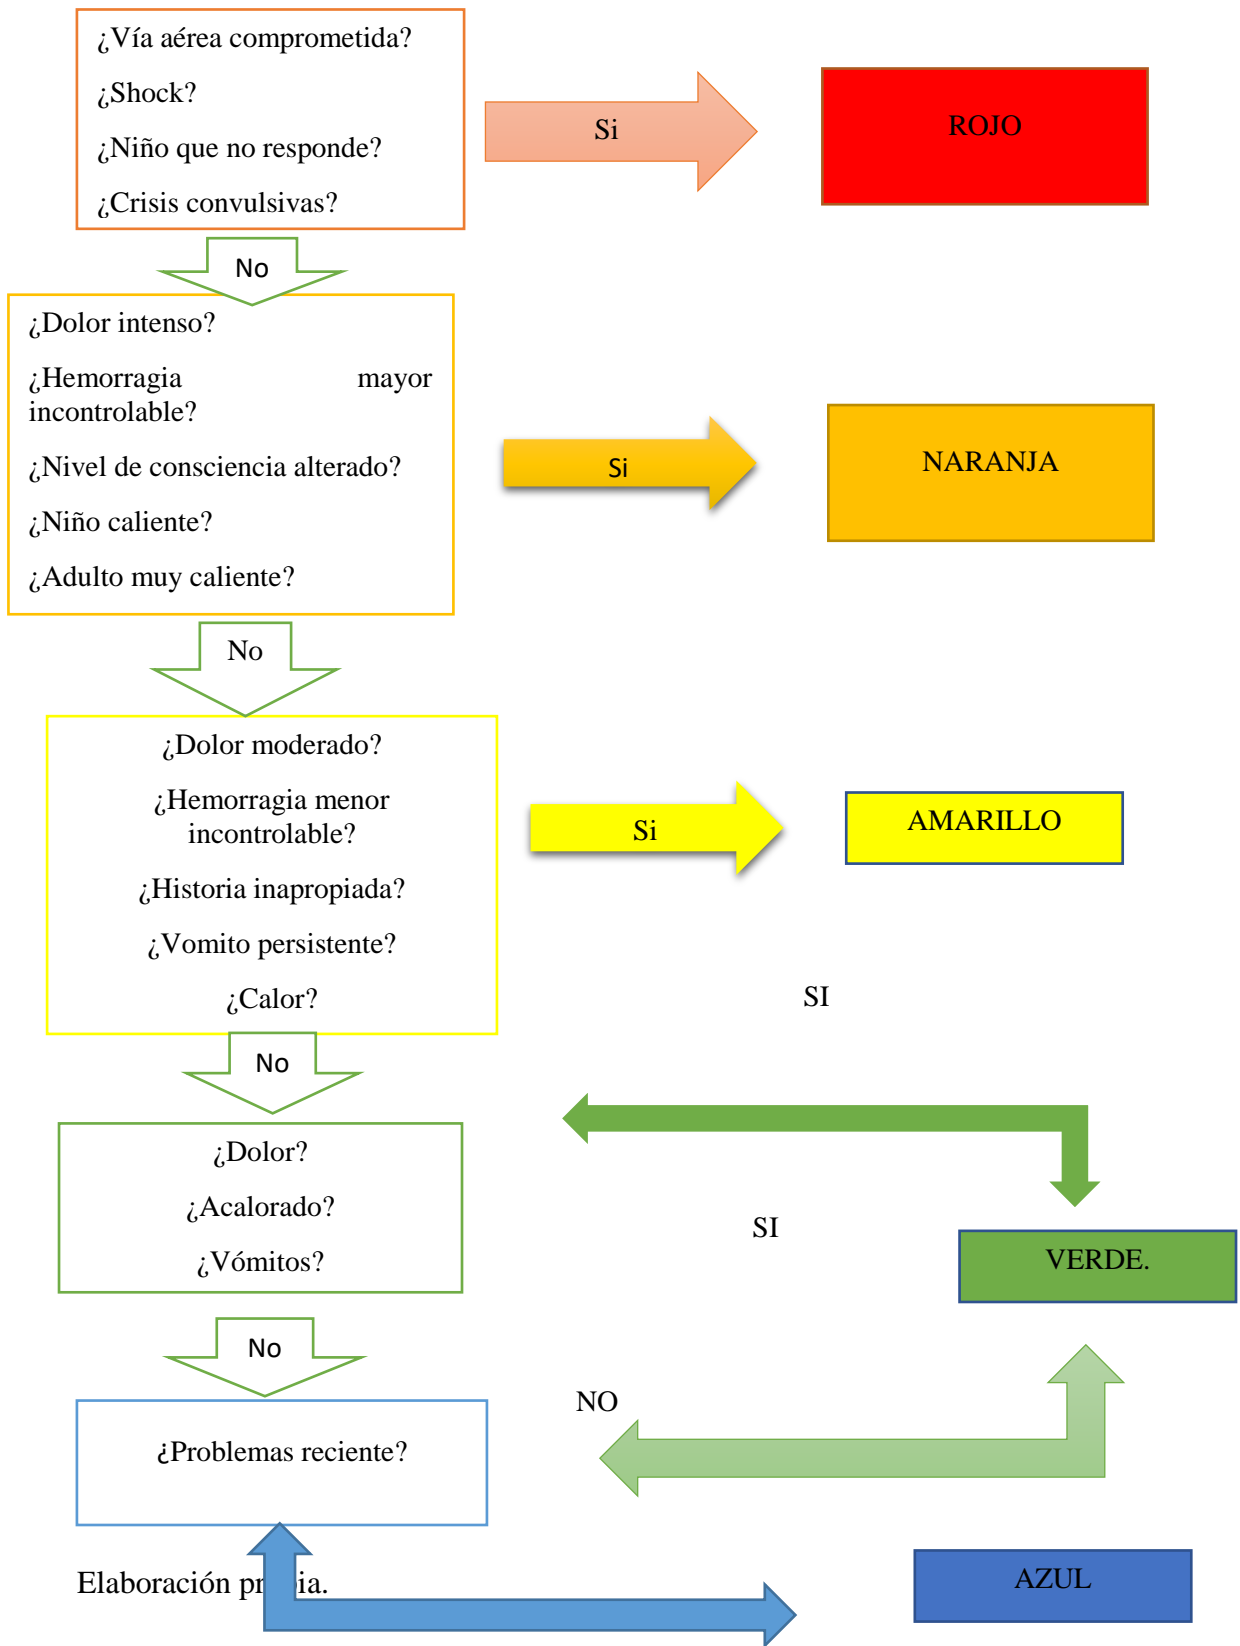 ¿Vía aérea comprometida?
¿Shock?
¿Niño que no responde?
¿Crisis convulsivas?
Si
ROJO
No
¿Dolor intenso?
¿Hemorragia mayor
incontrolable?
¿Nivel de consciencia alterado?
¿Niño caliente?
¿Adulto muy caliente?
Si
NARANJA
No
¿Dolor moderado?
¿Hemorragia menor
incontrolable?
¿Historia inapropiada?
¿Vomito persistente?
¿Calor?
Si
AMARILLO
SI
No
¿Dolor?
¿Acalorado?
¿Vómitos?
SI
VERDE.
No
¿Problemas reciente?
NO
Elaboración
AZUL